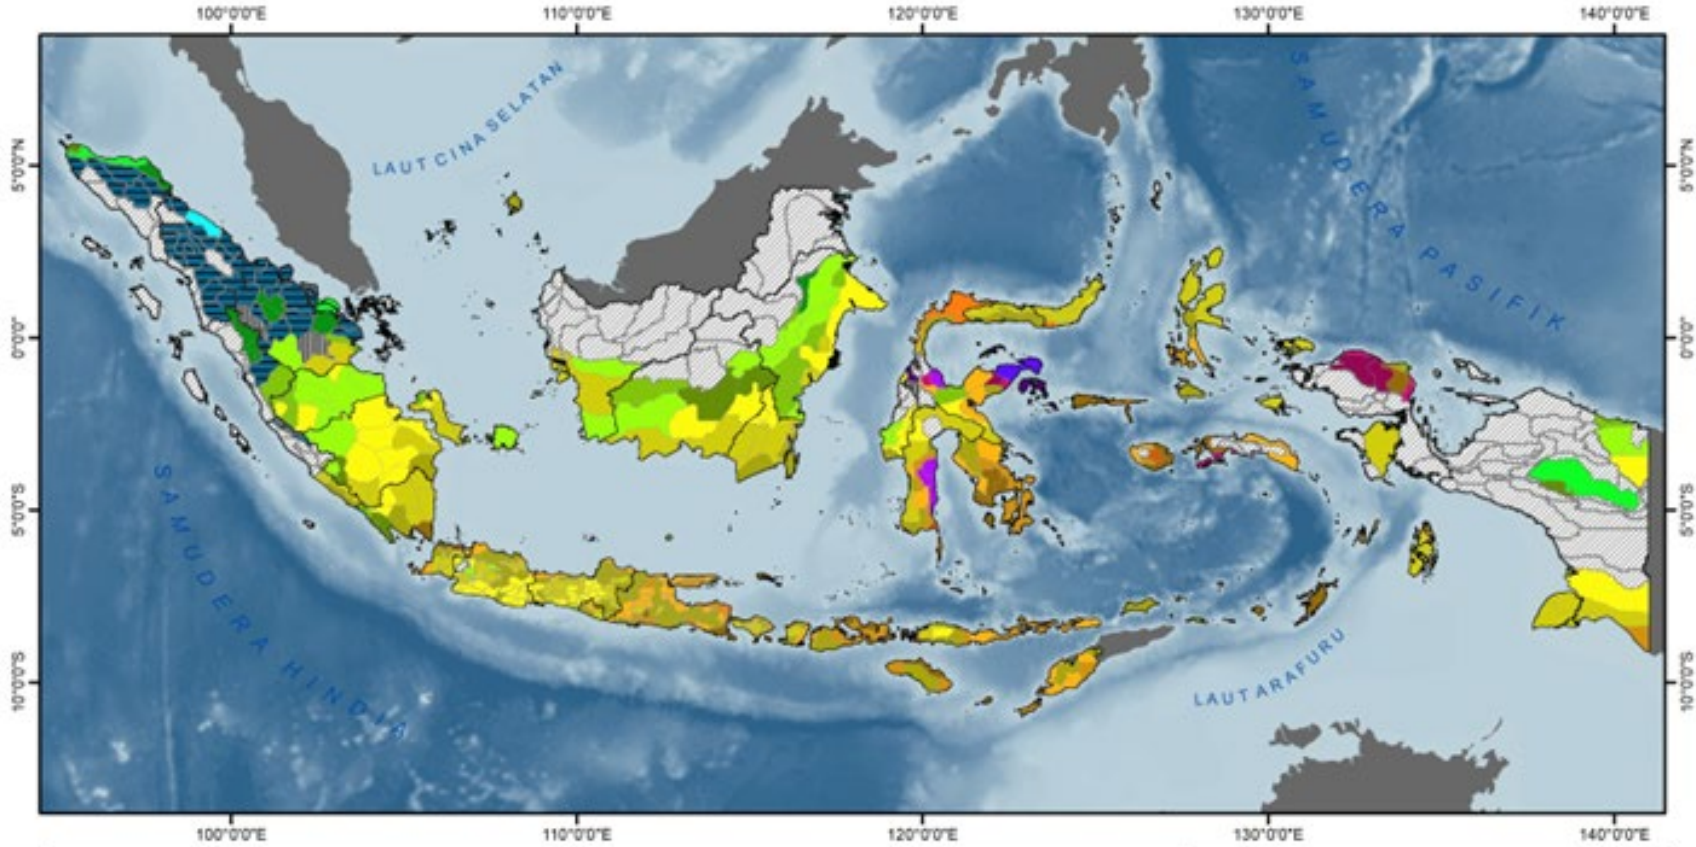 100°0'0"E 110°0'0"E 120°0'0"E 130°0'0"E 140°0'0"E
5°0'0"N 5°0'0"N
LAUT CINA SELATAN
SAMUDERA PASIFIK
0°0'0" 0°0'0"
5°0'0"S 5°0'0"S
SAMUDERA HINDIA
LAUT ARAFURU
10°0'0"S 10°0'0"S
100°0'0"E 110°0'0"E 120°0'0"E 130°0'0"E 140°0'0"E